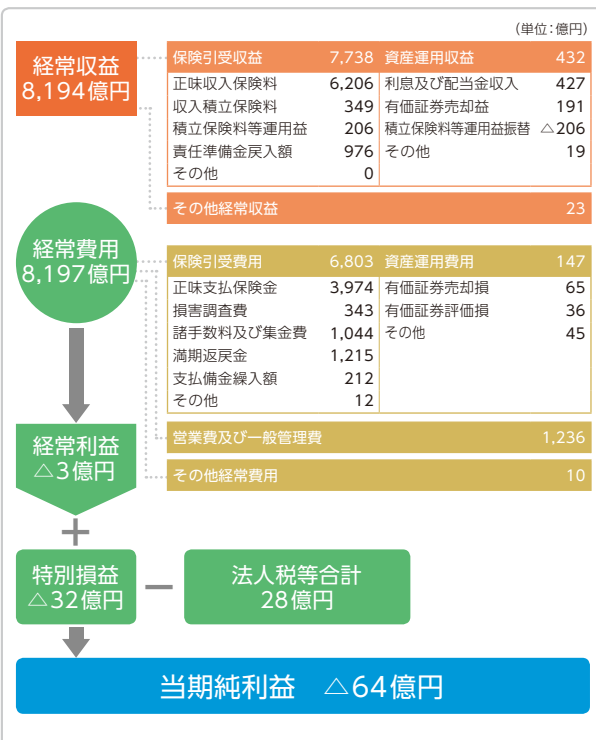 (単位:億円)
経常収益
8,194億円
保険引受収益 7,738 資産運用収益 432
正味収入保険料 6,206 利息及び配当金収入 427
収入積立保険料 349 有価証券売却益 191
積立保険料等運用益 206 積立保険料等運用益振替 △206
責任準備金戻入額 976 その他 19
その他 0
その他経常収益 23
経常費用
8,197億円
保険引受費用 6,803 資産運用費用 147
正味支払保険金 3,974 有価証券売却損 65
損害調査費 343 有価証券評価損 36
諸手数料及び集金費 1,044 その他 45
満期返戻金 1,215
支払備金繰入額 212
その他 12
営業費及び一般管理費 1,236
その他経常費用 10
経常利益
△3億円
+
特別損益
△32億円
−
法人税等合計
28億円
当期純利益 △64億円